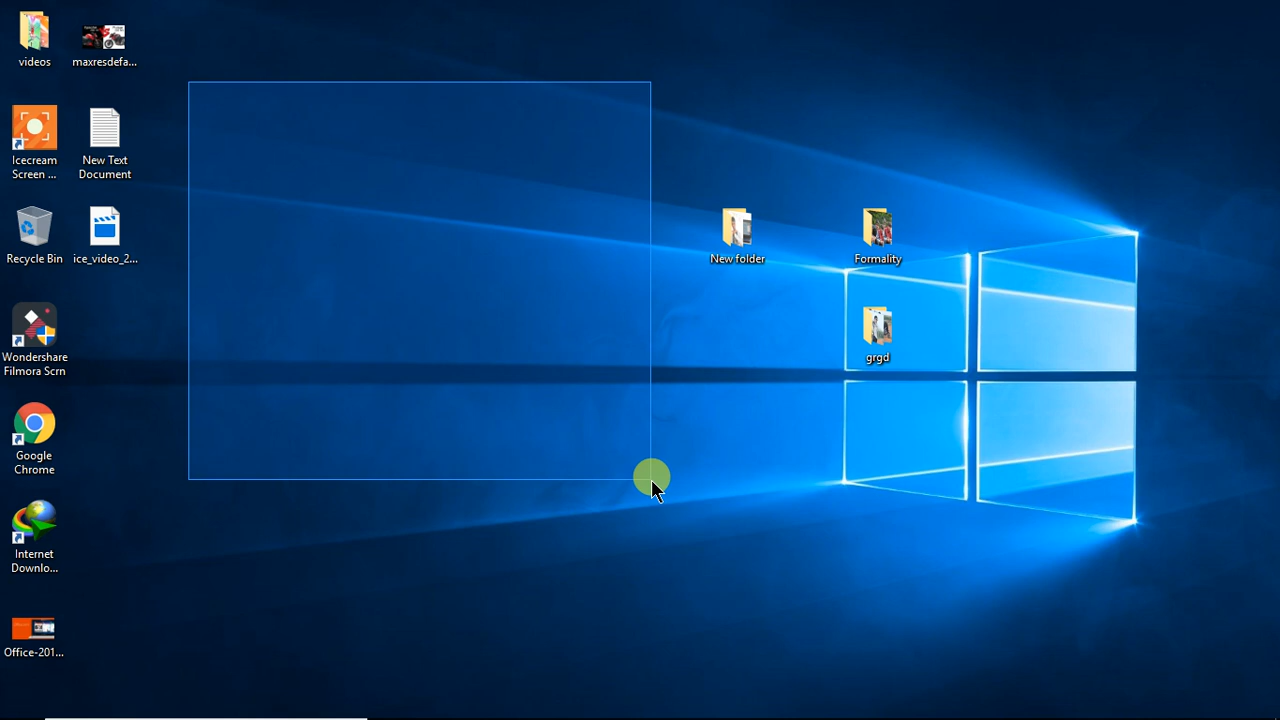 videos
maxresdefa...
Icecream
Screen ...
New Text
Document
Recycle Bin
ice_video_2...
New folder
Formality
Wondershare
Filmora Scrn
grgd
Google
Chrome
Internet
Downlo...
Office-201...